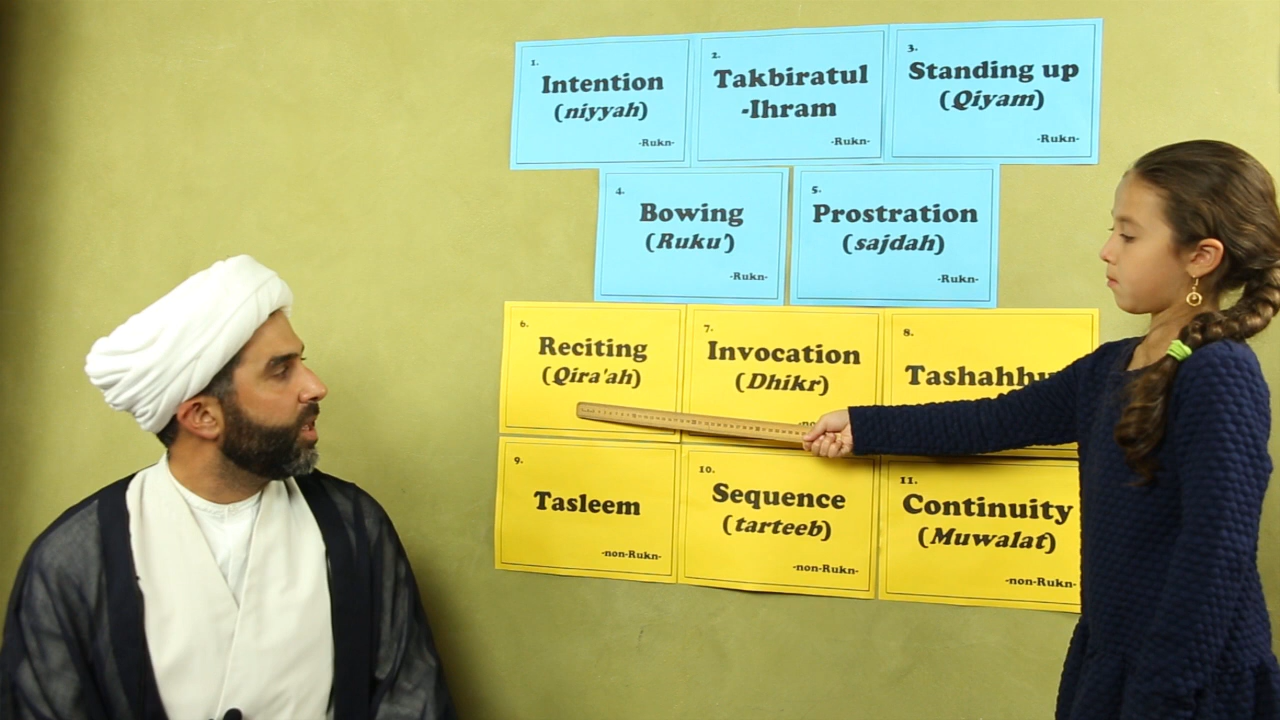 1.
Intention
(niyyah)
-Rukn-
2.
Takbiratul
-Ihram
-Rukn-
3.
Standing up
(Qiyam)
-Rukn-
4.
Bowing
(Ruku')
-Rukn-
5.
Prostration
(sajdah)
-Rukn-
6.
Reciting
(Qira'ah)
7.
Invocation
(Dhikr)
8.
9.
Tasleem
-non-Rukn-
10.
Sequence
(tarteeb)
-non-Rukn-
11.
Continuity
(Muwalat)
-non-Rukn-